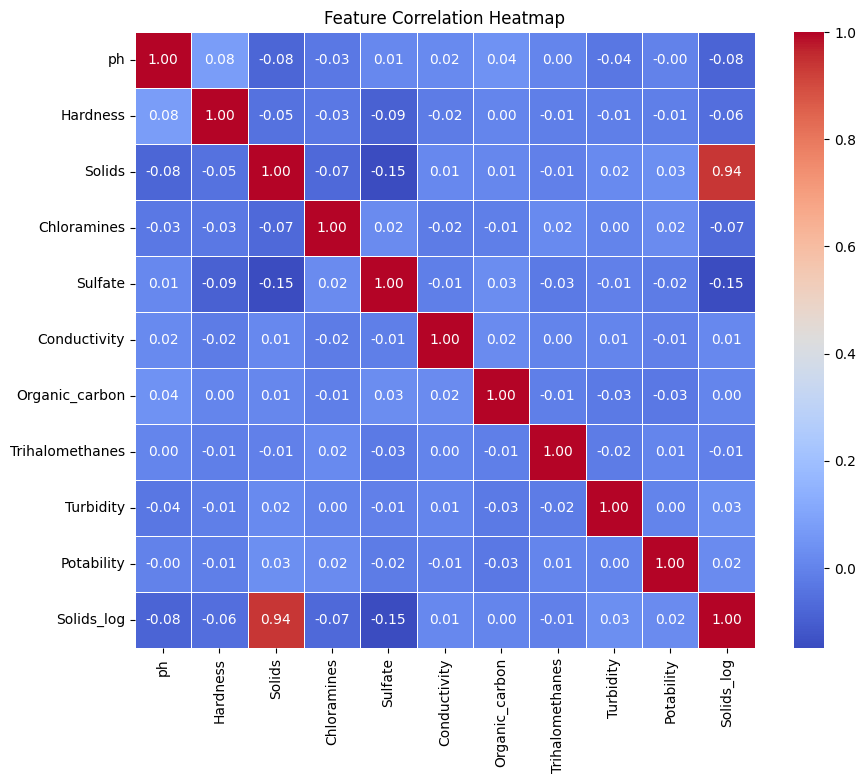 Feature Correlation Heatmap
ph 1.00 0.08 -0.08 -0.03 0.01 0.02 0.04 0.00 -0.04 -0.00 -0.08
Hardness 0.08 1.00 -0.05 -0.03 -0.09 -0.02 0.00 -0.01 -0.01 -0.01 -0.06
Solids -0.08 -0.05 1.00 -0.07 -0.15 0.01 0.01 -0.01 0.02 0.03 0.94
Chloramines -0.03 -0.03 -0.07 1.00 0.02 -0.02 -0.01 0.02 0.00 0.02 -0.07
Sulfate 0.01 -0.09 -0.15 0.02 1.00 -0.01 0.03 -0.03 -0.01 -0.02 -0.15
Conductivity 0.02 -0.02 0.01 -0.02 -0.01 1.00 0.02 0.00 0.01 -0.01 0.01
Organic_carbon 0.04 0.00 0.01 -0.01 0.03 0.02 1.00 -0.01 -0.03 -0.03 0.00
Trihalomethanes 0.00 -0.01 -0.01 0.02 -0.03 0.00 -0.01 1.00 -0.02 0.01 -0.01
Turbidity -0.04 -0.01 0.02 0.00 -0.01 0.01 -0.03 -0.02 1.00 0.00 0.03
Potability -0.00 -0.01 0.03 0.02 -0.02 -0.01 -0.03 0.01 0.00 1.00 0.02
Solids_log -0.08 -0.06 0.94 -0.07 -0.15 0.01 0.00 -0.01 0.03 0.02 1.00
ph
Hardness
Solids
Chloramines
Sulfate
Conductivity
Organic_carbon
Trihalomethanes
Turbidity
Potability
Solids_log
1.0
0.8
0.6
0.4
0.2
0.0